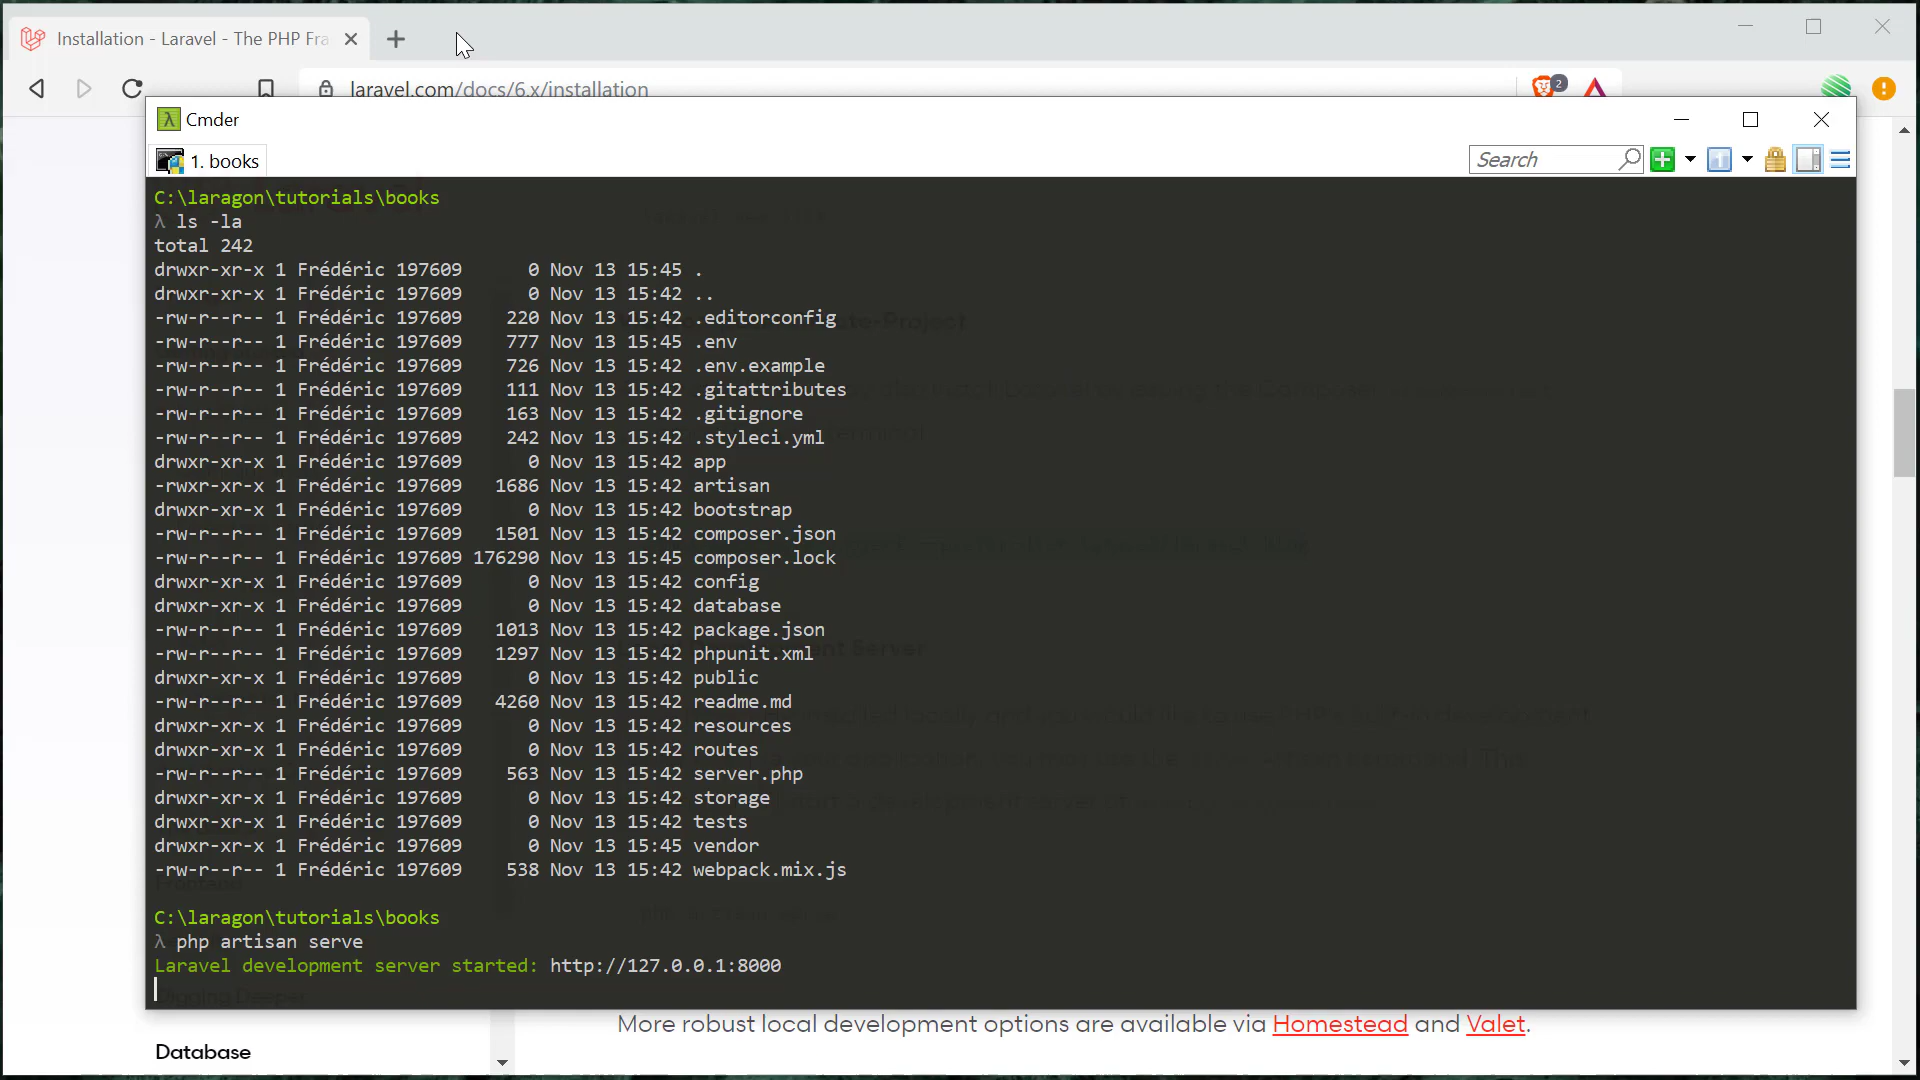 Installation - Laravel - The PHP Fra
laravel.com/docs/6.x/installation
2
Cmder
1. books
Search
C:\laragon\tutorials\books
λ ls -la
total 242
drwxr-xr-x 1 Frédéric 197609      0 Nov 13 15:45 .
drwxr-xr-x 1 Frédéric 197609      0 Nov 13 15:42 ..
-rw-r--r-- 1 Frédéric 197609    220 Nov 13 15:42 .editorconfig
-rw-r--r-- 1 Frédéric 197609    777 Nov 13 15:45 .env
-rw-r--r-- 1 Frédéric 197609    726 Nov 13 15:42 .env.example
-rw-r--r-- 1 Frédéric 197609    111 Nov 13 15:42 .gitattributes
-rw-r--r-- 1 Frédéric 197609    163 Nov 13 15:42 .gitignore
-rw-r--r-- 1 Frédéric 197609    242 Nov 13 15:42 .styleci.yml
drwxr-xr-x 1 Frédéric 197609      0 Nov 13 15:42 app
-rwxr-xr-x 1 Frédéric 197609   1686 Nov 13 15:42 artisan
drwxr-xr-x 1 Frédéric 197609      0 Nov 13 15:42 bootstrap
-rw-r--r-- 1 Frédéric 197609   1501 Nov 13 15:42 composer.json
-rw-r--r-- 1 Frédéric 197609 176290 Nov 13 15:45 composer.lock
drwxr-xr-x 1 Frédéric 197609      0 Nov 13 15:42 config
drwxr-xr-x 1 Frédéric 197609      0 Nov 13 15:42 database
-rw-r--r-- 1 Frédéric 197609   1013 Nov 13 15:42 package.json
-rw-r--r-- 1 Frédéric 197609   1297 Nov 13 15:42 phpunit.xml
drwxr-xr-x 1 Frédéric 197609      0 Nov 13 15:42 public
-rw-r--r-- 1 Frédéric 197609   4260 Nov 13 15:42 readme.md
drwxr-xr-x 1 Frédéric 197609      0 Nov 13 15:42 resources
drwxr-xr-x 1 Frédéric 197609      0 Nov 13 15:42 routes
-rw-r--r-- 1 Frédéric 197609    563 Nov 13 15:42 server.php
drwxr-xr-x 1 Frédéric 197609      0 Nov 13 15:42 storage
drwxr-xr-x 1 Frédéric 197609      0 Nov 13 15:42 tests
drwxr-xr-x 1 Frédéric 197609      0 Nov 13 15:45 vendor
-rw-r--r-- 1 Frédéric 197609    538 Nov 13 15:42 webpack.mix.js
C:\laragon\tutorials\books
λ php artisan serve
Laravel development server started: http://127.0.0.1:8000
Digging Deeper
More robust local development options are available via Homestead and Valet.
Database